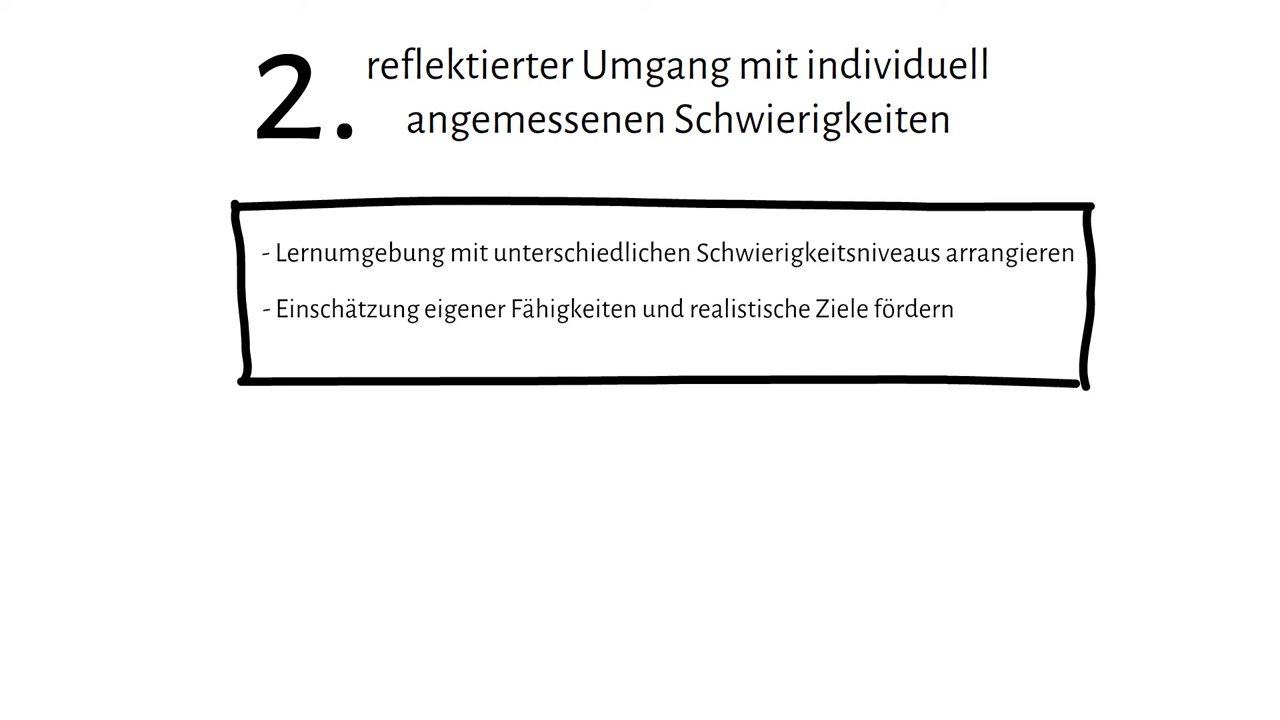 2. reflektierter Umgang mit individuell
angemessenen Schwierigkeiten
- Lernumgebung mit unterschiedlichen Schwierigkeitsniveaus arrangieren
- Einschätzung eigener Fähigkeiten und realistische Ziele fördern